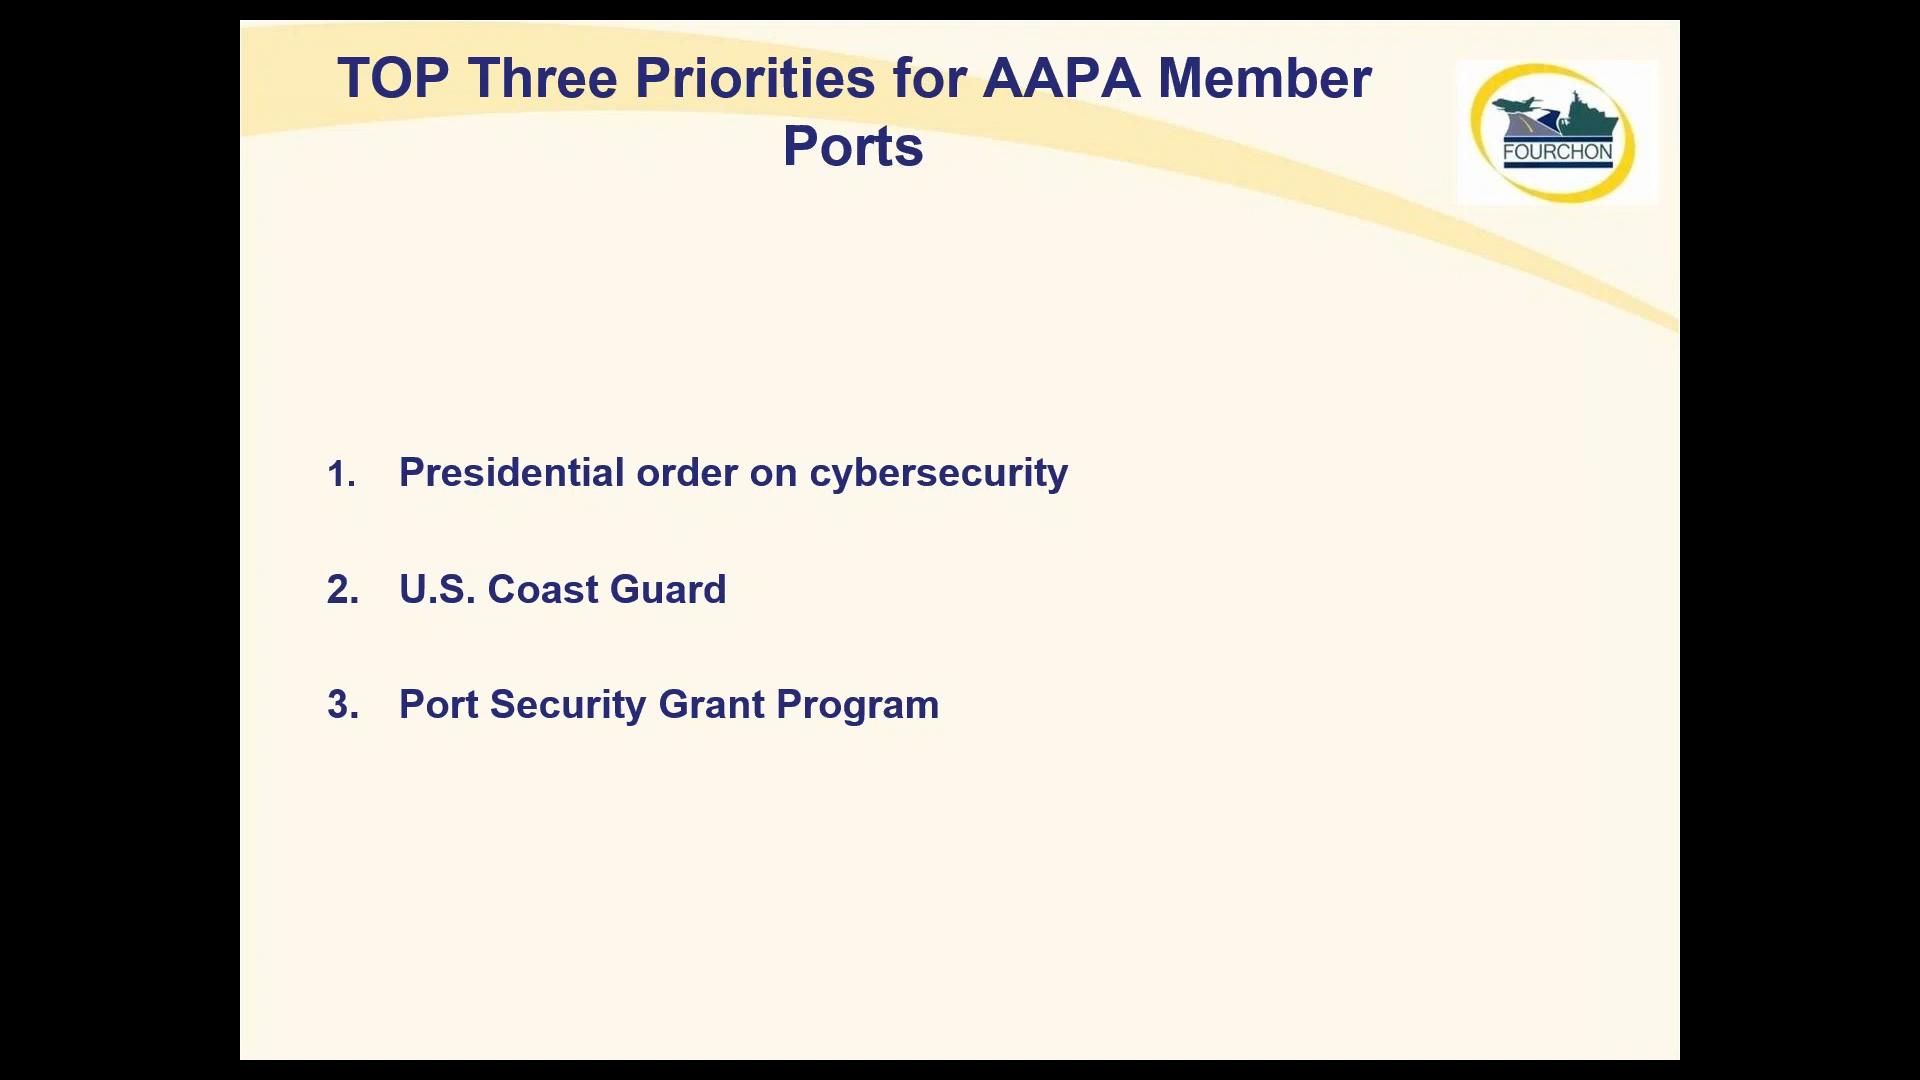 TOP Three Priorities for AAPA Member
Ports
FOURCHON
1. Presidential order on cybersecurity
2. U.S. Coast Guard
3. Port Security Grant Program